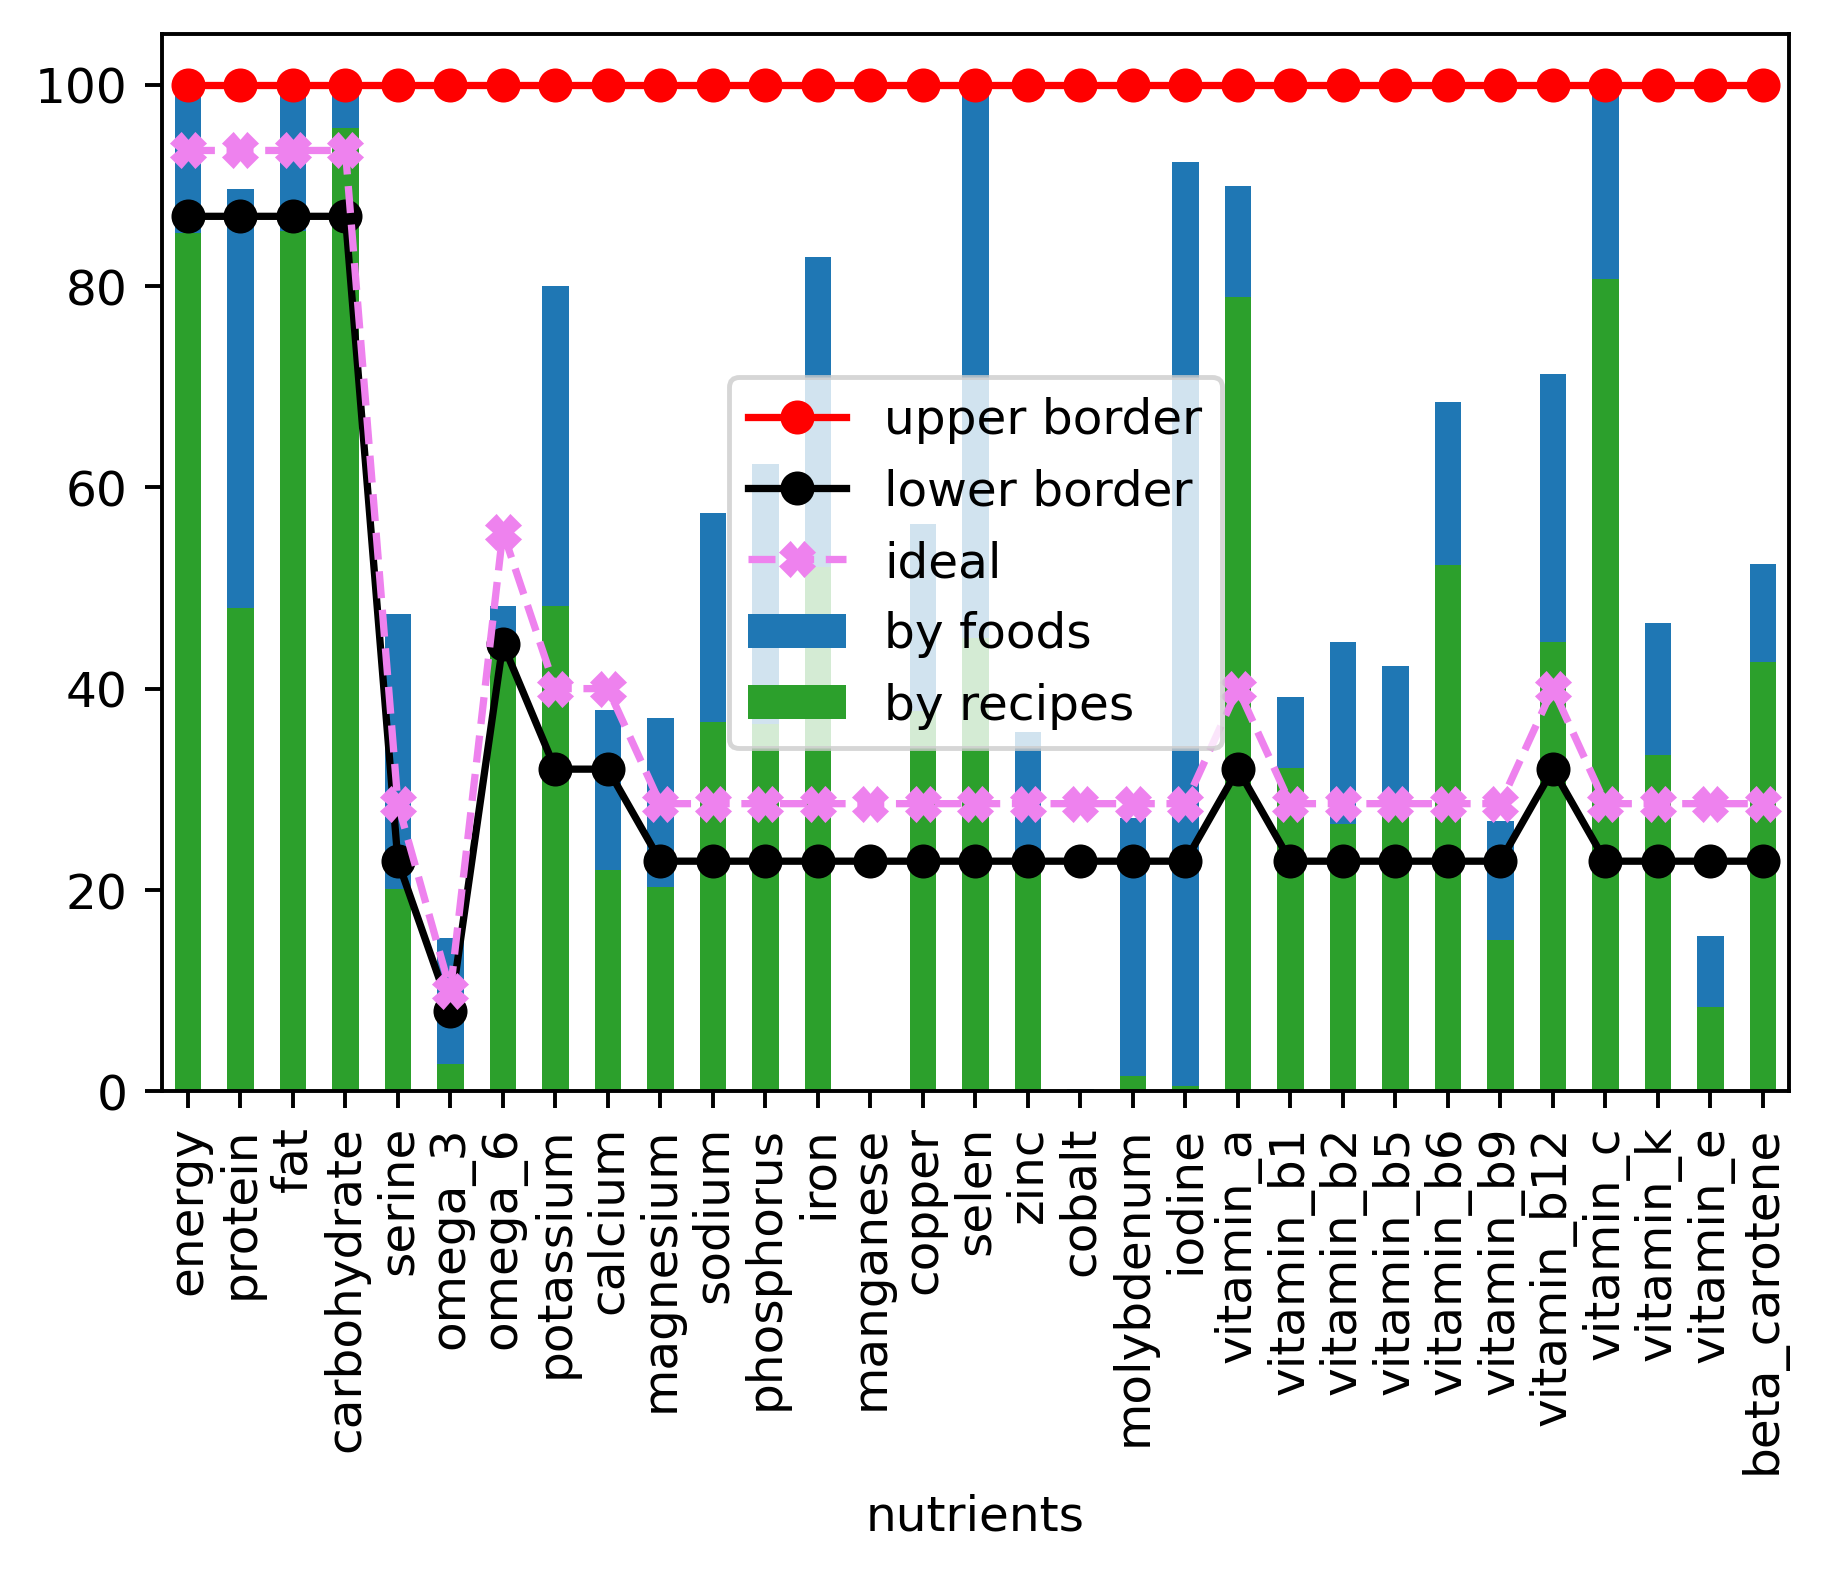 100
80
60
40
20
0
upper border
lower border
ideal
by foods
by recipes
energy
protein
fat
carbohydrate
serine
omega_3
omega_6
potassium
calcium
magnesium
sodium
phosphorus
iron
manganese
copper
selen
zinc
cobalt
molybdenum
iodine
vitamin_a
vitamin_b1
vitamin_b2
vitamin_b5
vitamin_b6
vitamin_b9
vitamin_b12
vitamin_c
vitamin_k
vitamin_e
beta_carotene
nutrients